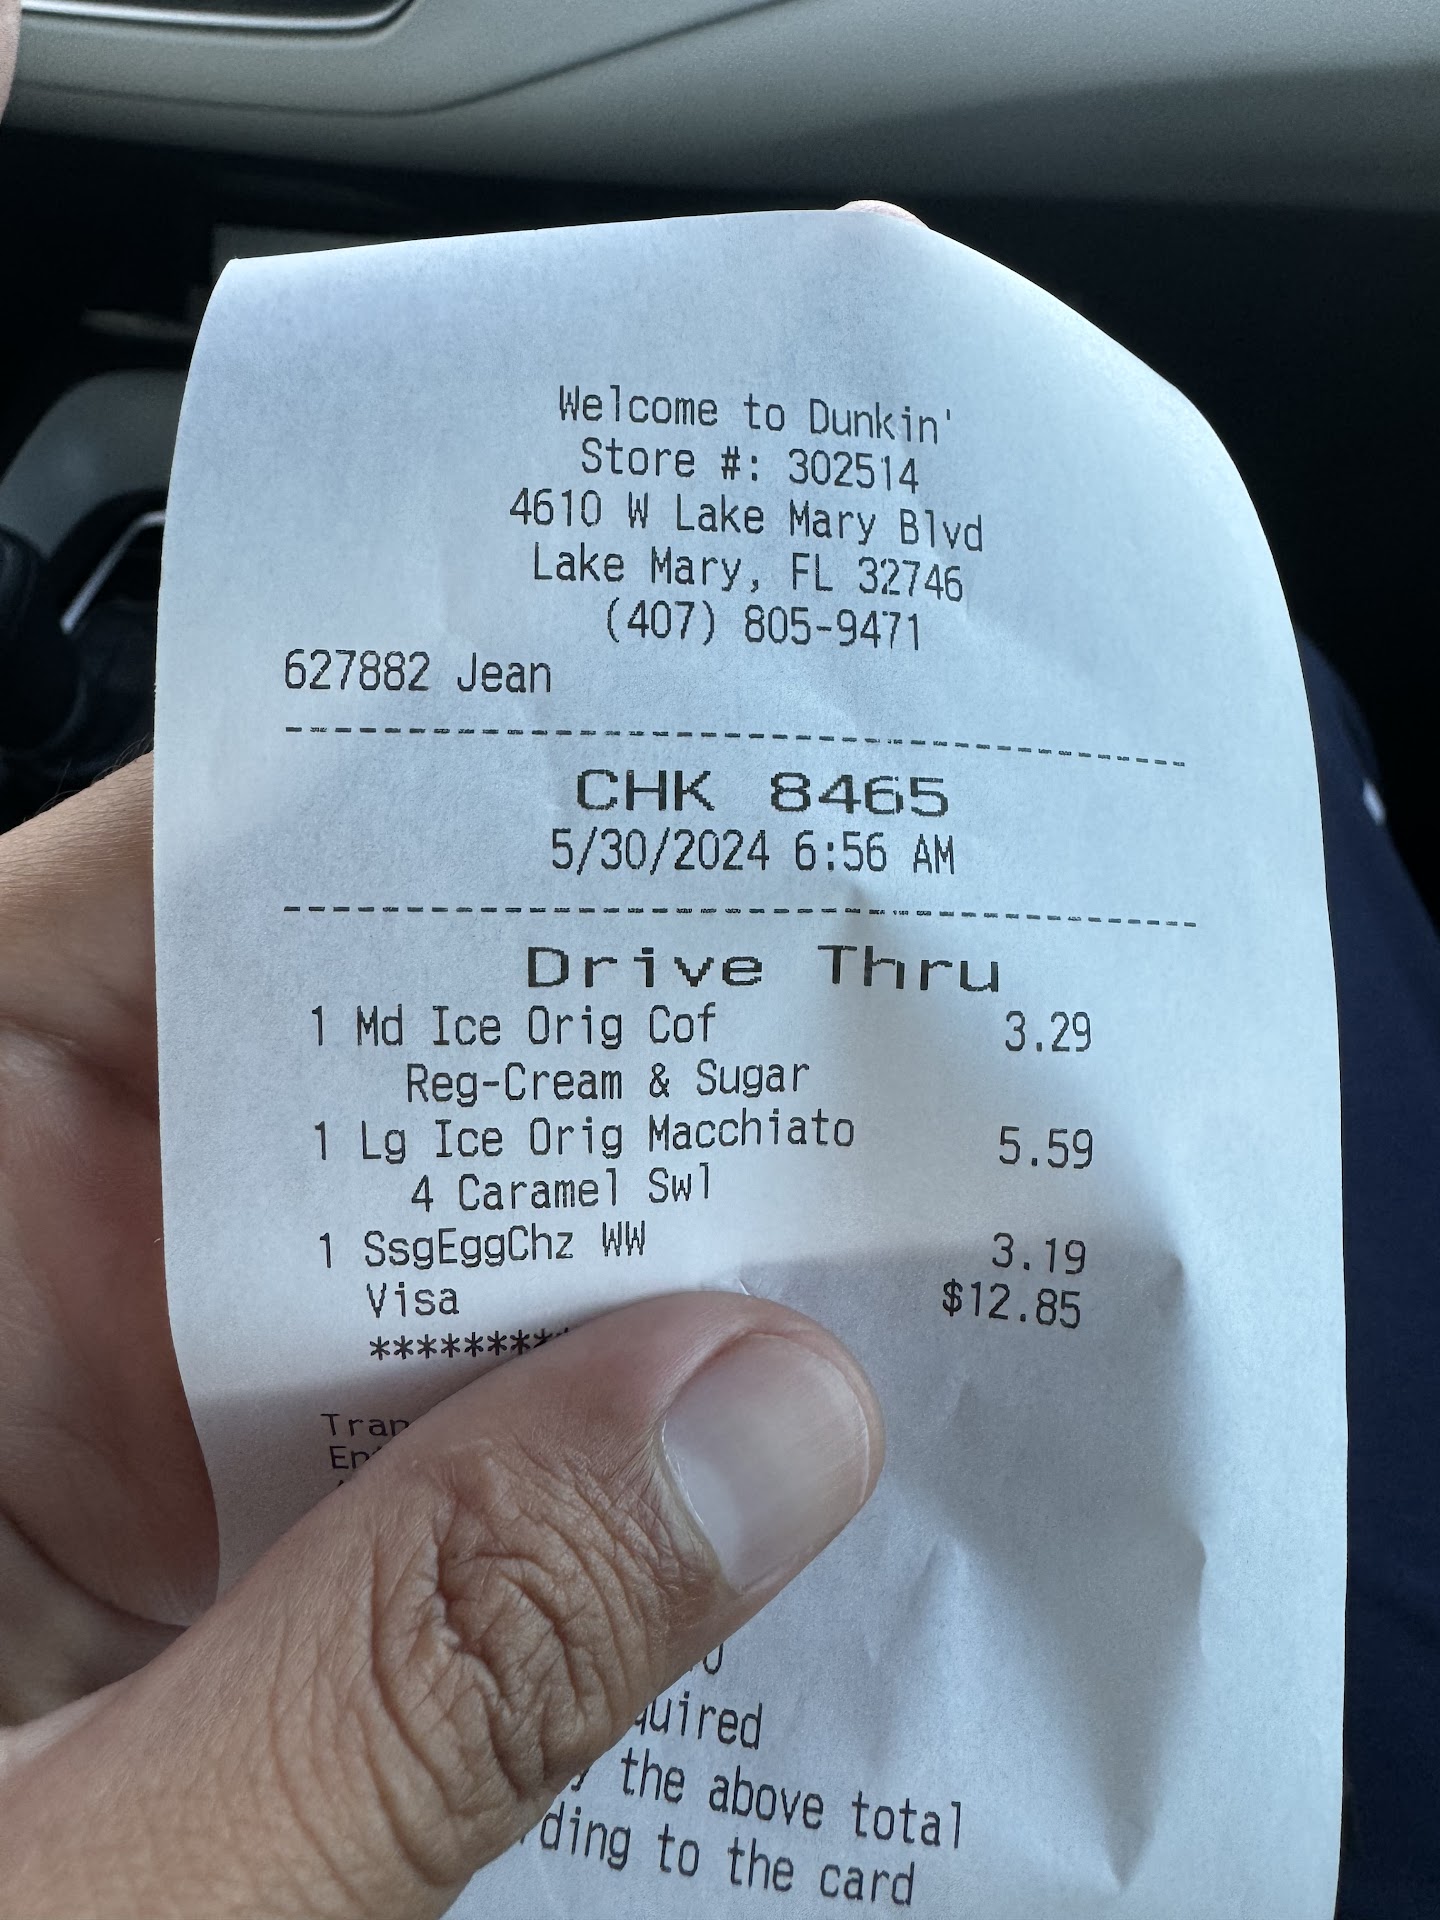 Welcome to Dunkin'
Store #: 302514
4610 W Lake Mary Blvd
Lake Mary, FL 32746
(407) 805-9471
627882 Jean
CHK 8465
5/30/2024 6:56 AM
Drive Thru
1 Md Ice Orig Cof 3.29
Reg-Cream & Sugar
1 Lg Ice Orig Macchiato 5.59
4 Caramel Swl
1 SsgEggChz WW 3.19
Visa $12.85
*********
the above total
to the card